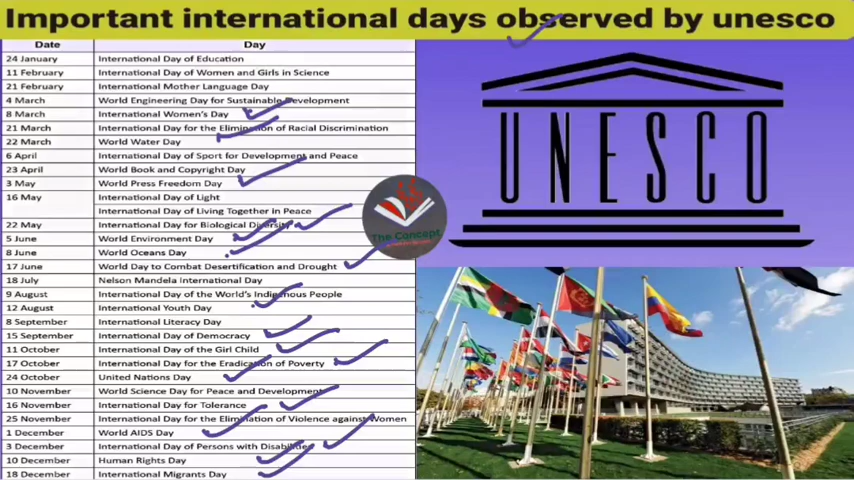 Important international days observed by unesco
Date Day
24 January International Day of Education
11 February International Day of Women and Girls in Science
21 February International Mother Language Day
4 March World Engineering Day for Sustainable Development
8 March International Women's Day
21 March International Day for the Elimination of Racial Discrimination
22 March World Water Day
6 April International Day of Sport for Development and Peace
23 April World Book and Copyright Day
3 May World Press Freedom Day
16 May International Day of Light
International Day of Living Together In Peace
22 May International Day for Biological Diversity
5 June World Environment Day
8 June World Oceans Day
17 June World Day to Combat Desertification and Drought
18 July Nelson Mandela International Day
9 August International Day of the World's Indigenous People
12 August International Youth Day
8 September International Literacy Day
15 September International Day of Democracy
11 October International Day of the Girl Child
17 October International Day for the Eradication of Poverty
24 October United Nations Day
10 November World Science Day for Peace and Development
16 November International Day for Tolerance
25 November International Day for the Elimination of Violence against Women
1 December World AIDS Day
3 December International Day of Persons with Disabilities
10 December Human Rights Day
18 December International Migrants Day
UNESCO
The Concept